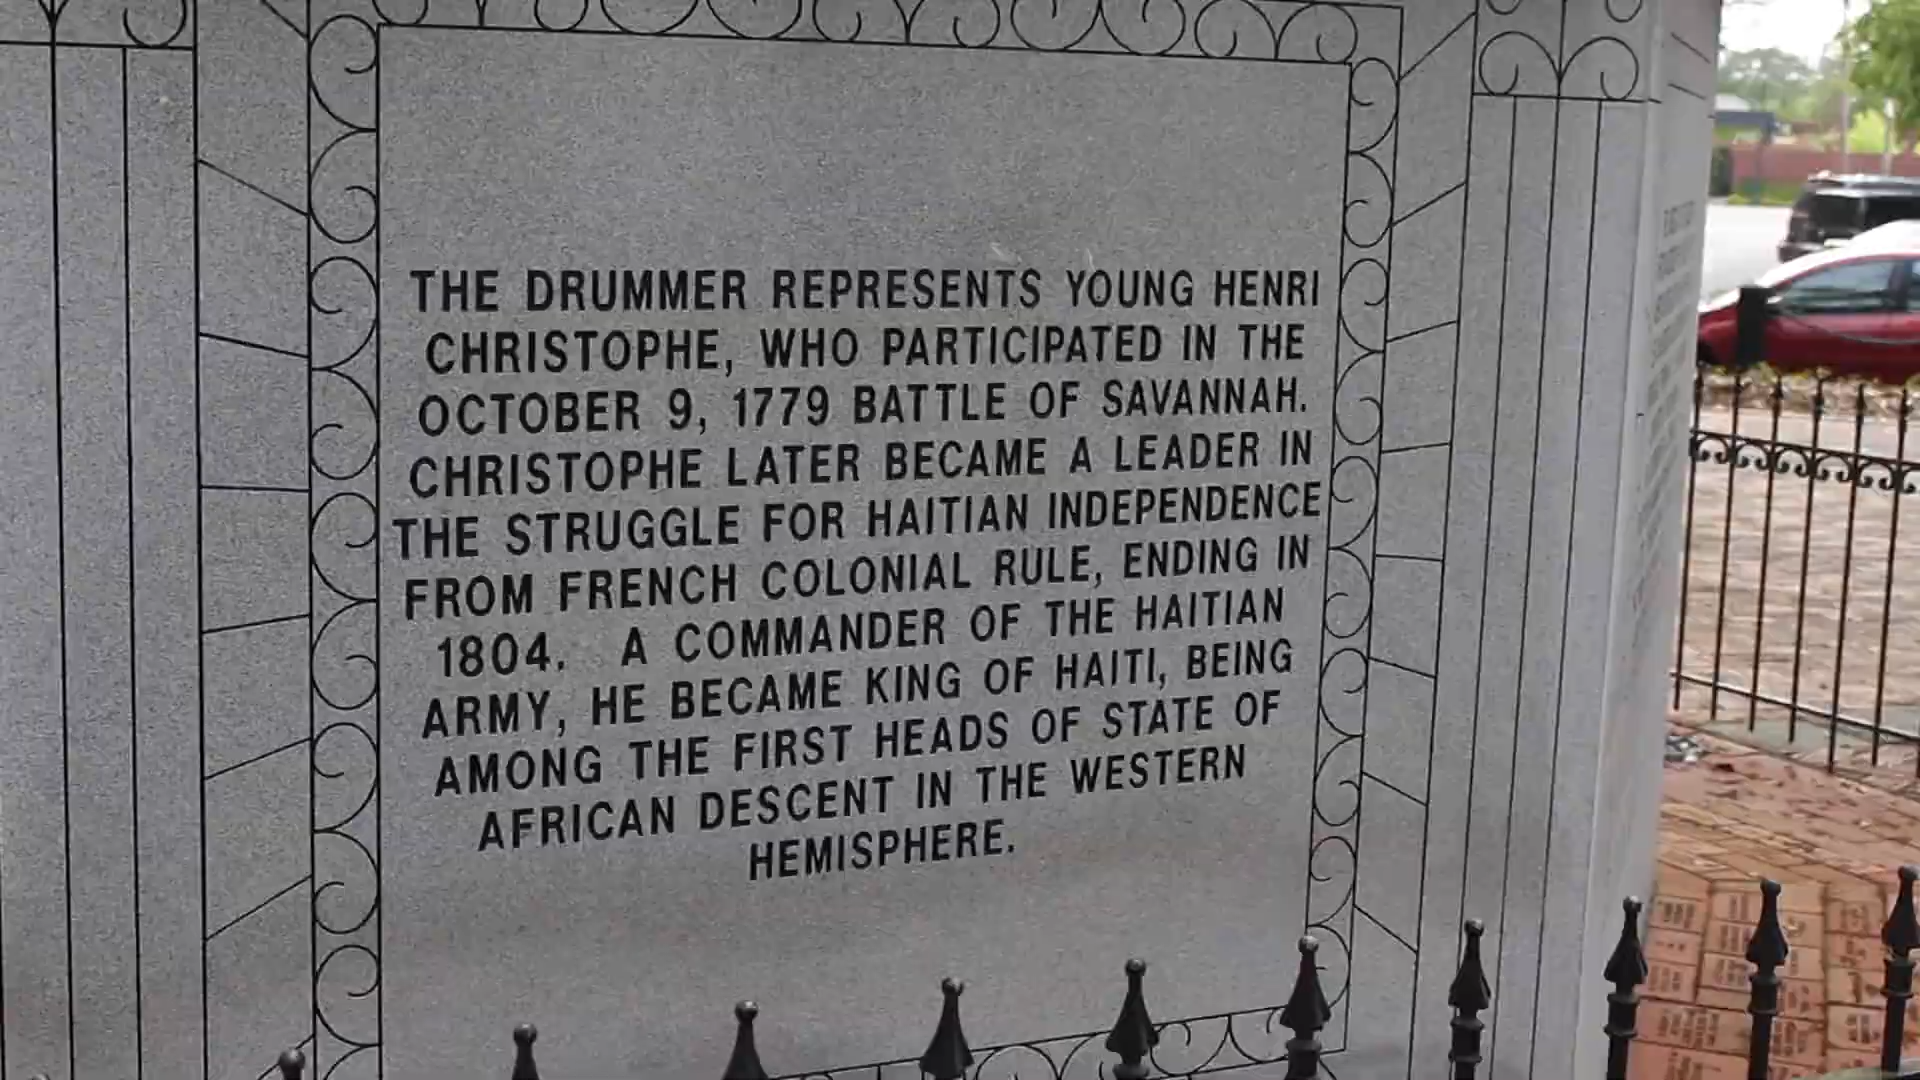 THE DRUMMER REPRESENTS YOUNG HENRI
CHRISTOPHE, WHO PARTICIPATED IN THE
OCTOBER 9, 1779 BATTLE OF SAVANNAH.
CHRISTOPHE LATER BECAME A LEADER IN
THE STRUGGLE FOR HAITIAN INDEPENDENCE
FROM FRENCH COLONIAL RULE, ENDING IN
1804. A COMMANDER OF THE HAITIAN
ARMY, HE BECAME KING OF HAITI, BEING
AMONG THE FIRST HEADS OF STATE OF
AFRICAN DESCENT IN THE WESTERN
HEMISPHERE.